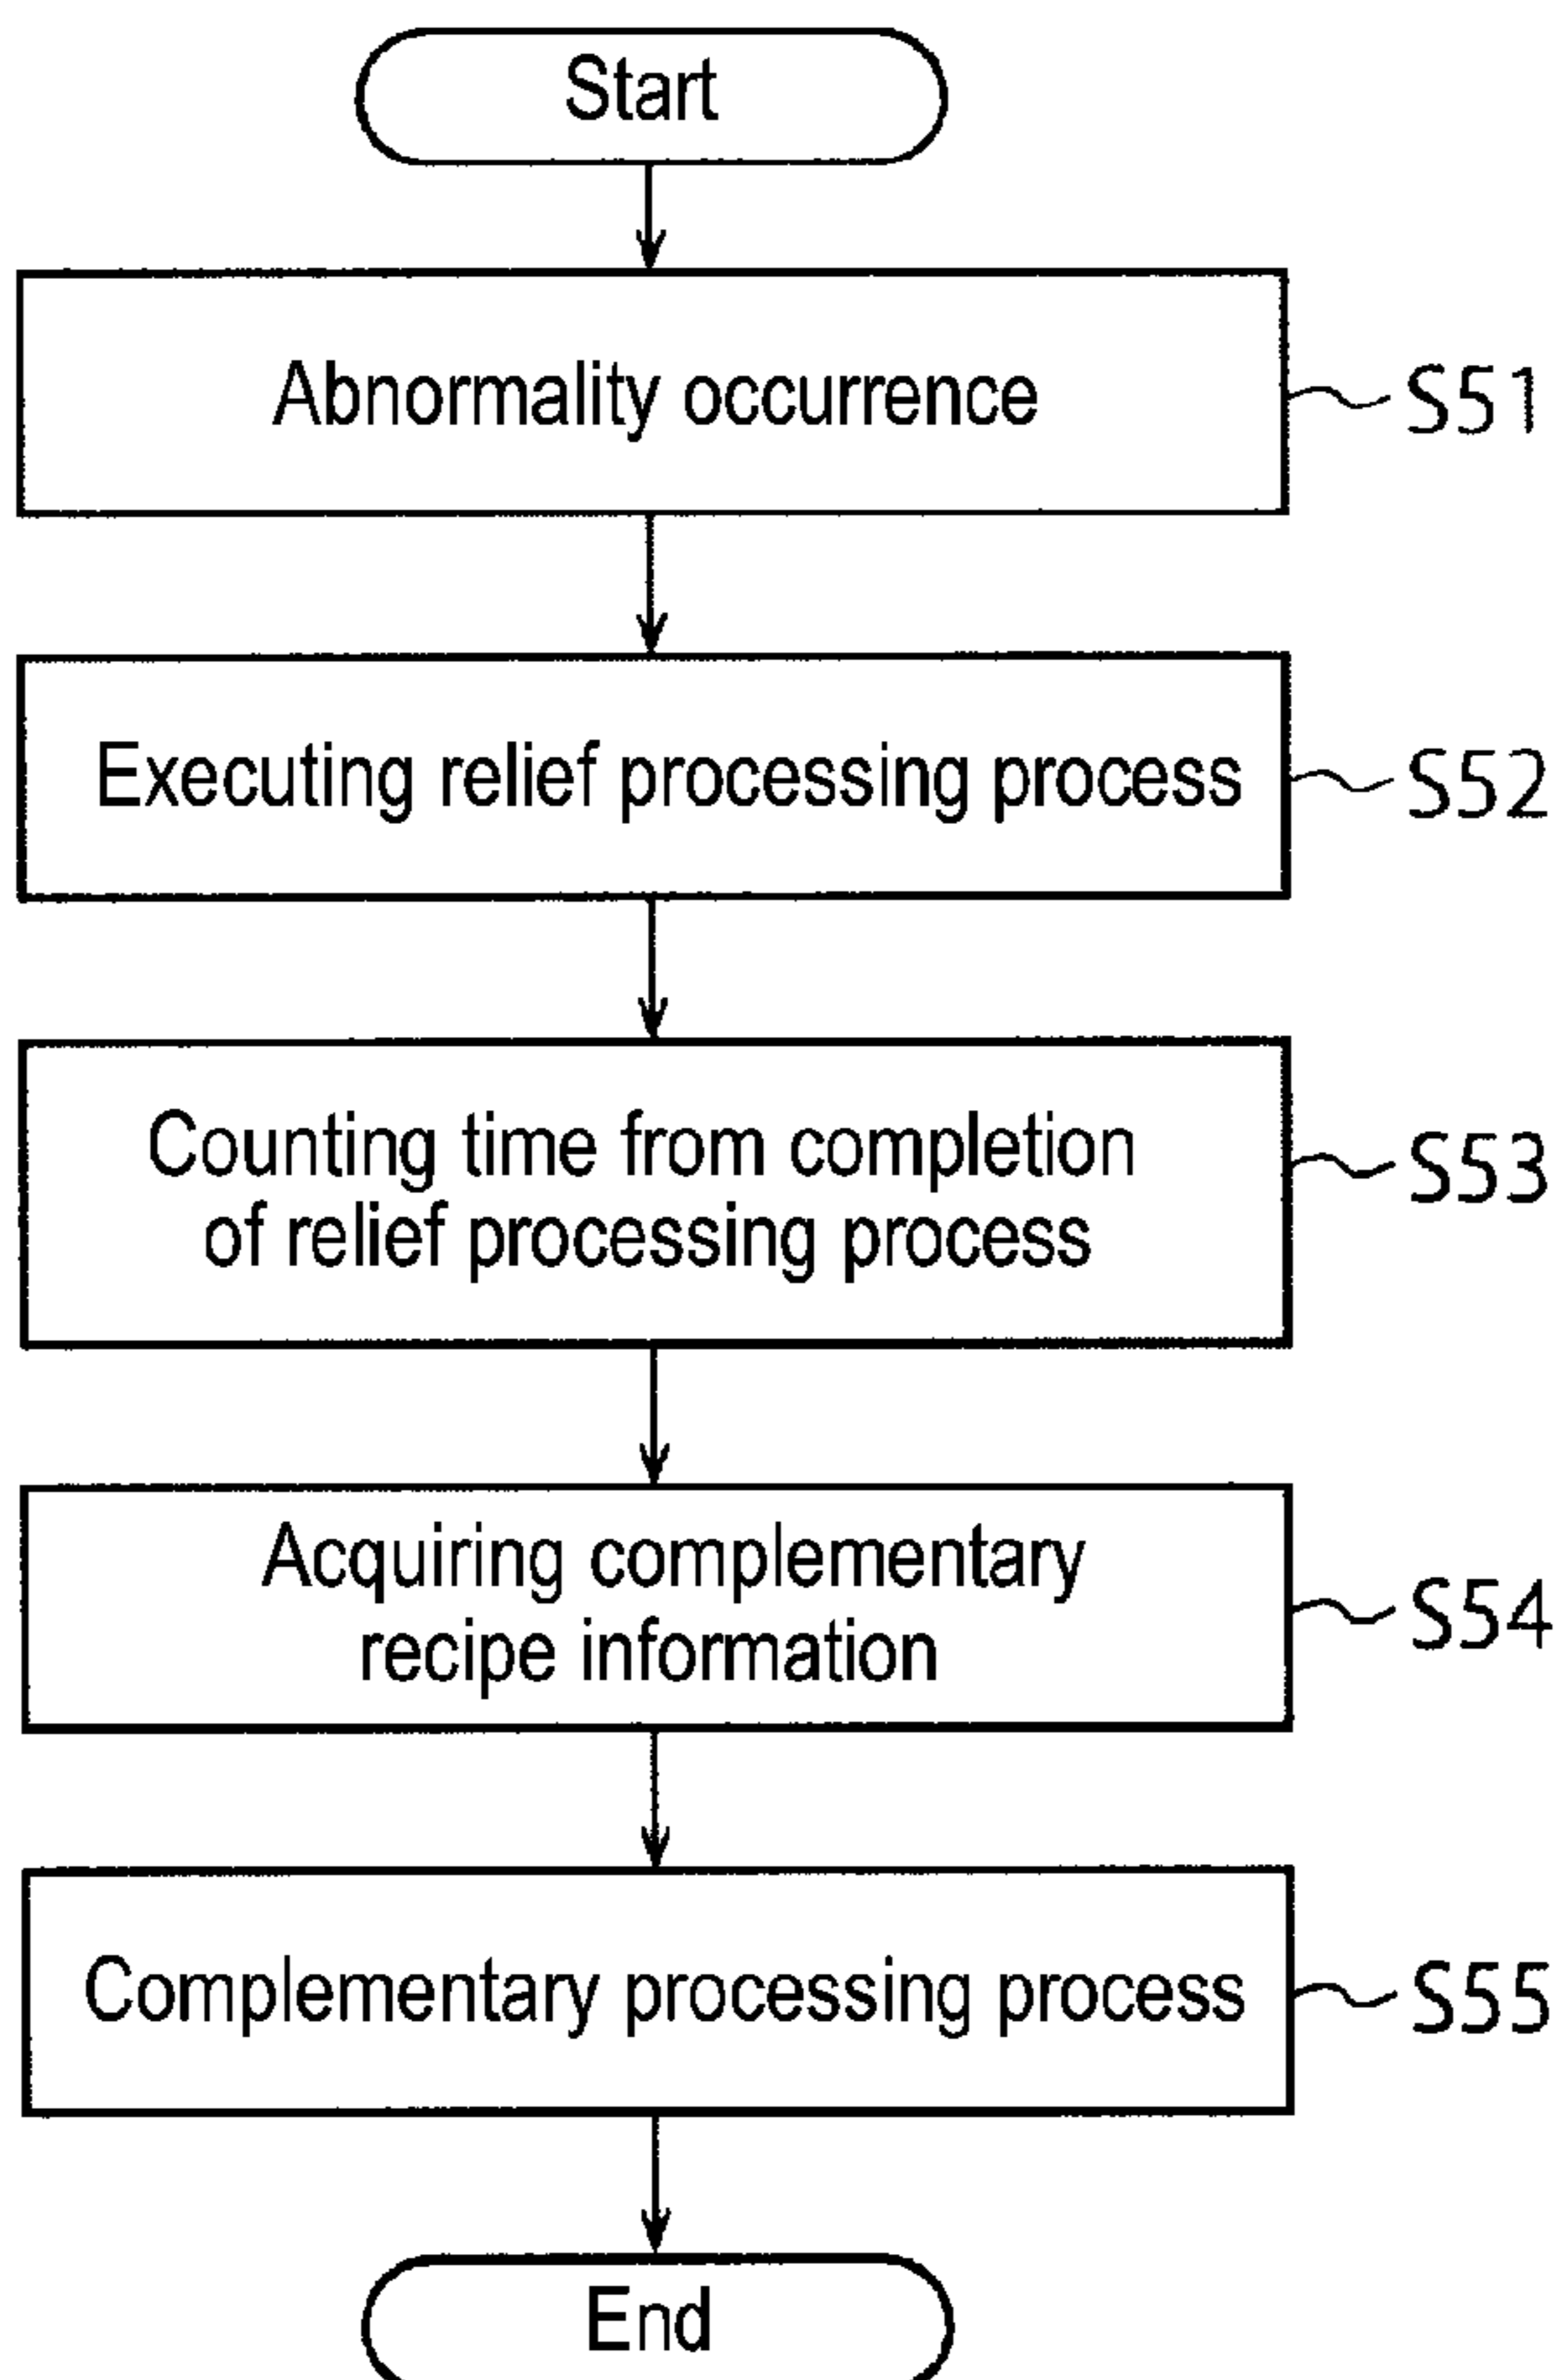 Start
Abnormality occurrence
S51
Executing relief processing process
S52
Counting time from completion
of relief processing process
S53
Acquiring complementary
recipe information
S54
Complementary processing process
S55
End